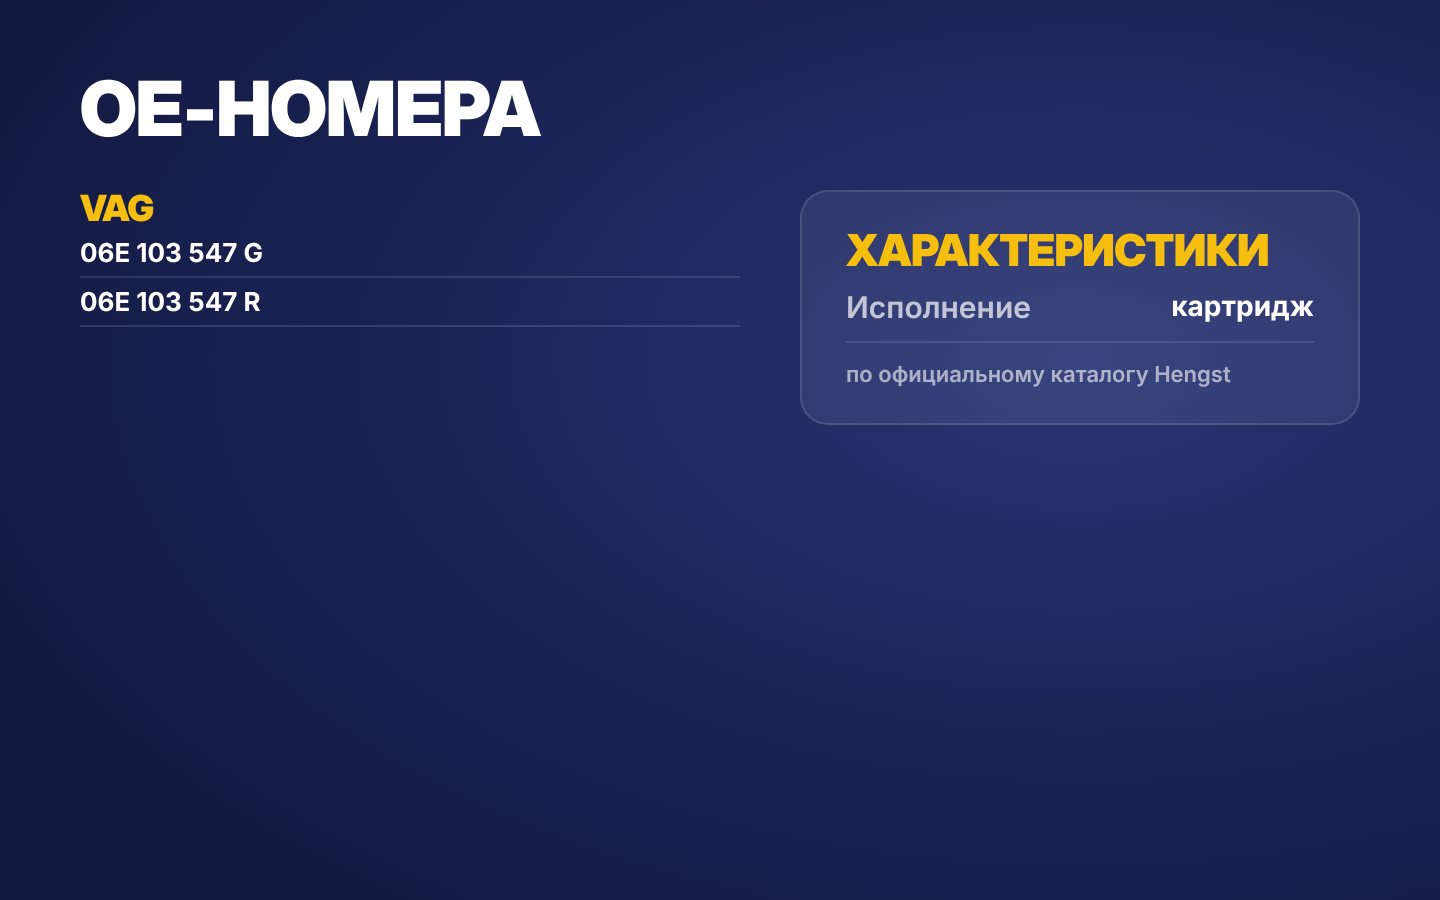 ОЕ-НОМЕРА
VAG
06E 103 547 G
06E 103 547 R
ХАРАКТЕРИСТИКИ
Исполнение картридж
по официальному каталогу Hengst